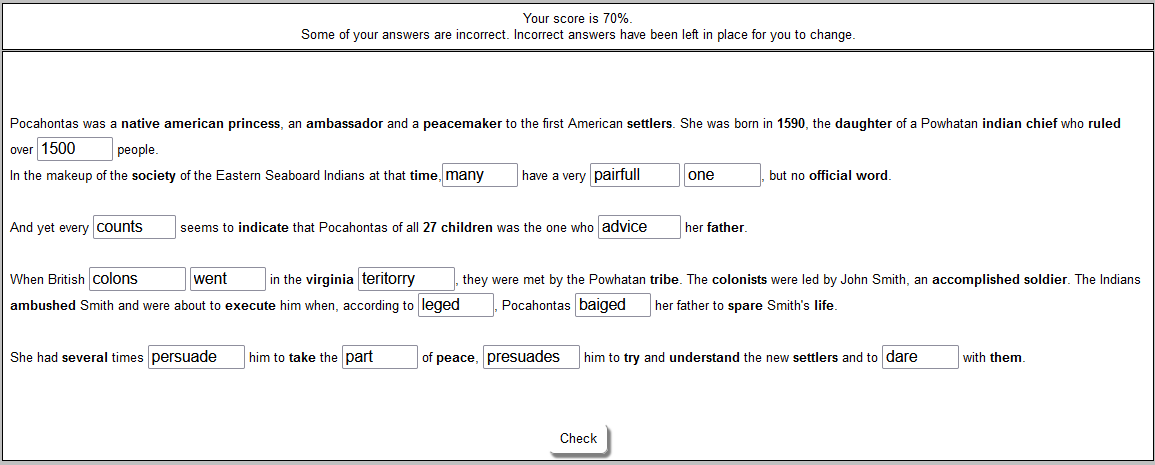 Your score is 70%.
Some of your answers are incorrect. Incorrect answers have been left in place for you to change.
Pocahontas was a native american princess, an ambassador and a peacemaker to the first American settlers. She was born in 1590, the daughter of a Powhatan indian chief who ruled
over 1500 people.
In the makeup of the society of the Eastern Seaboard Indians at that time, many have a very pairfull one , but no official word.
And yet every counts seems to indicate that Pocahontas of all 27 children was the one who advice her father.
When British colons went in the virginia teritorry , they were met by the Powhatan tribe. The colonists were led by John Smith, an accomplished soldier. The Indians
ambushed Smith and were about to execute him when, according to leged , Pocahontas baiged her father to spare Smith's life.
She had several times persuade him to take the part of peace, presuades him to try and understand the new settlers and to dare with them.
Check